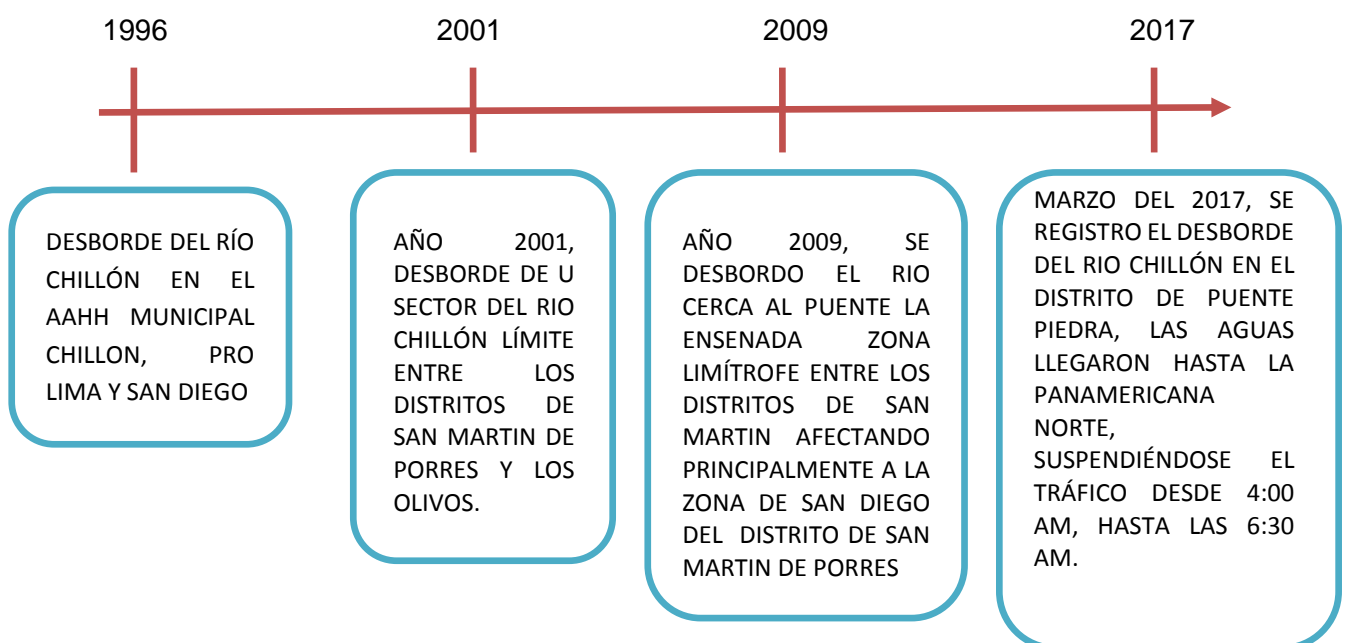 1996
2001
2009
2017
DESBORDE DEL RÍO
CHILLÓN EN EL
AAHH MUNICIPAL
CHILLON, PRO
LIMA Y SAN DIEGO
AÑO 2001,
DESBORDE DE U
SECTOR DEL RIO
CHILLÓN LÍMITE
ENTRE LOS
DISTRITOS DE
SAN MARTIN DE
PORRES Y LOS
OLIVOS.
AÑO 2009, SE
DESBORDO EL RIO
CERCA AL PUENTE LA
ENSENADA ZONA
LIMÍTROFE ENTRE LOS
DISTRITOS DE SAN
MARTIN AFECTANDO
PRINCIPALMENTE A LA
ZONA DE SAN DIEGO
DEL DISTRITO DE SAN
MARTIN DE PORRES
MARZO DEL 2017, SE
REGISTRO EL DESBORDE
DEL RIO CHILLÓN EN EL
DISTRITO DE PUENTE
PIEDRA, LAS AGUAS
LLEGARON HASTA LA
PANAMERICANA
NORTE,
SUSPENDIÉNDOSE EL
TRÁFICO DESDE 4:00
AM, HASTA LAS 6:30
AM.